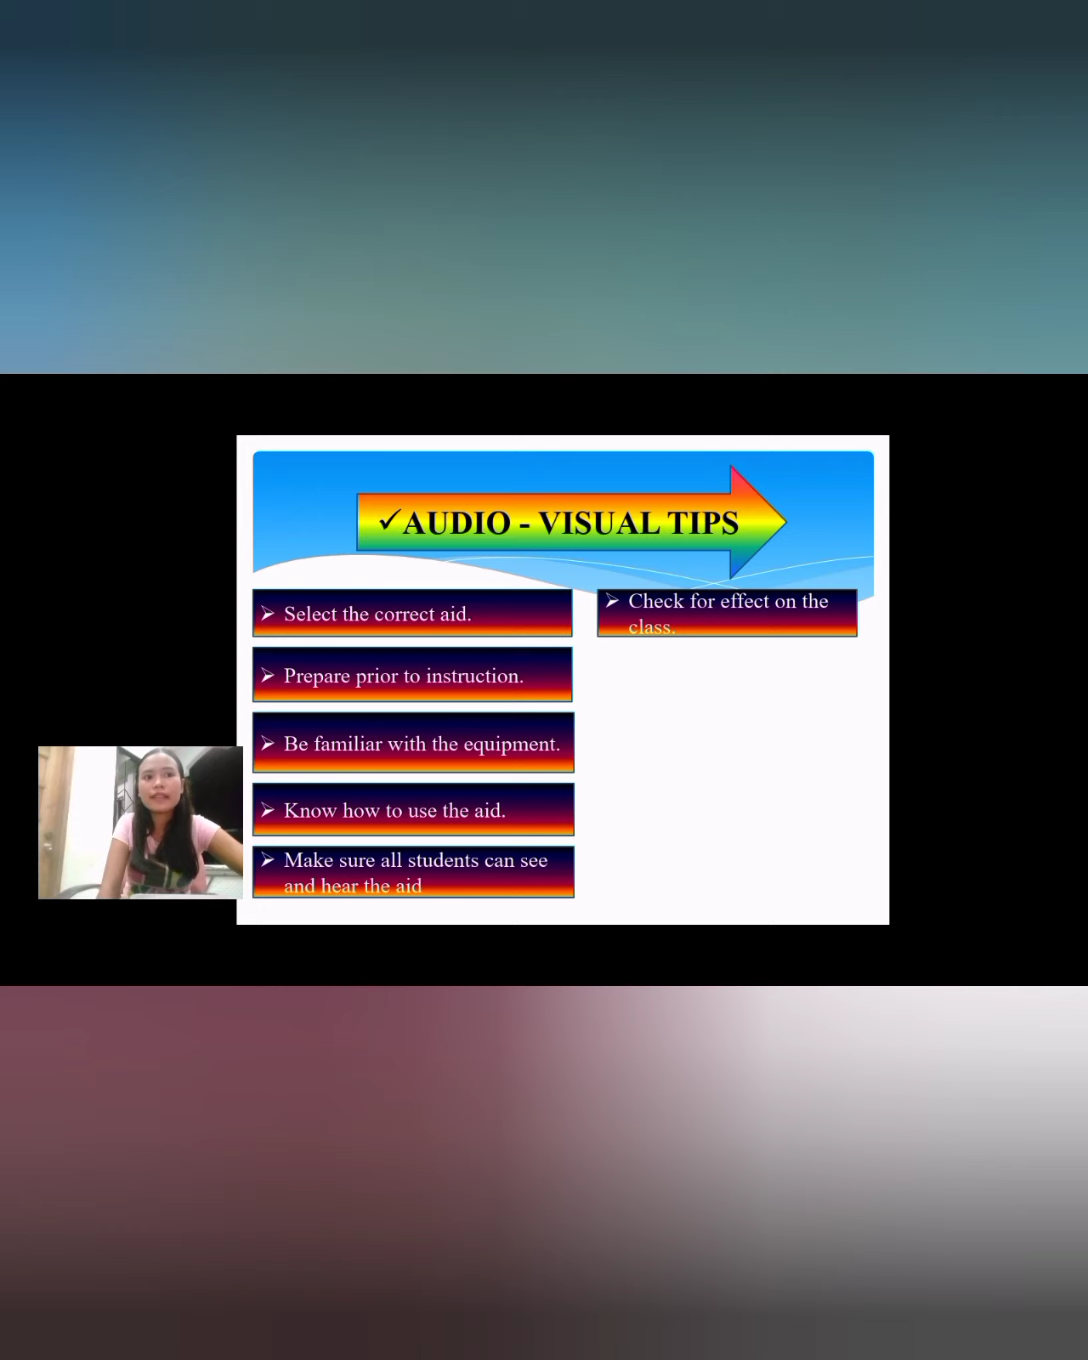 ✓AUDIO - VISUAL TIPS
➢ Select the correct aid.
➢ Prepare prior to instruction.
➢ Be familiar with the equipment.
➢ Know how to use the aid.
➢ Make sure all students can see
and hear the aid
➢ Check for effect on the
class.